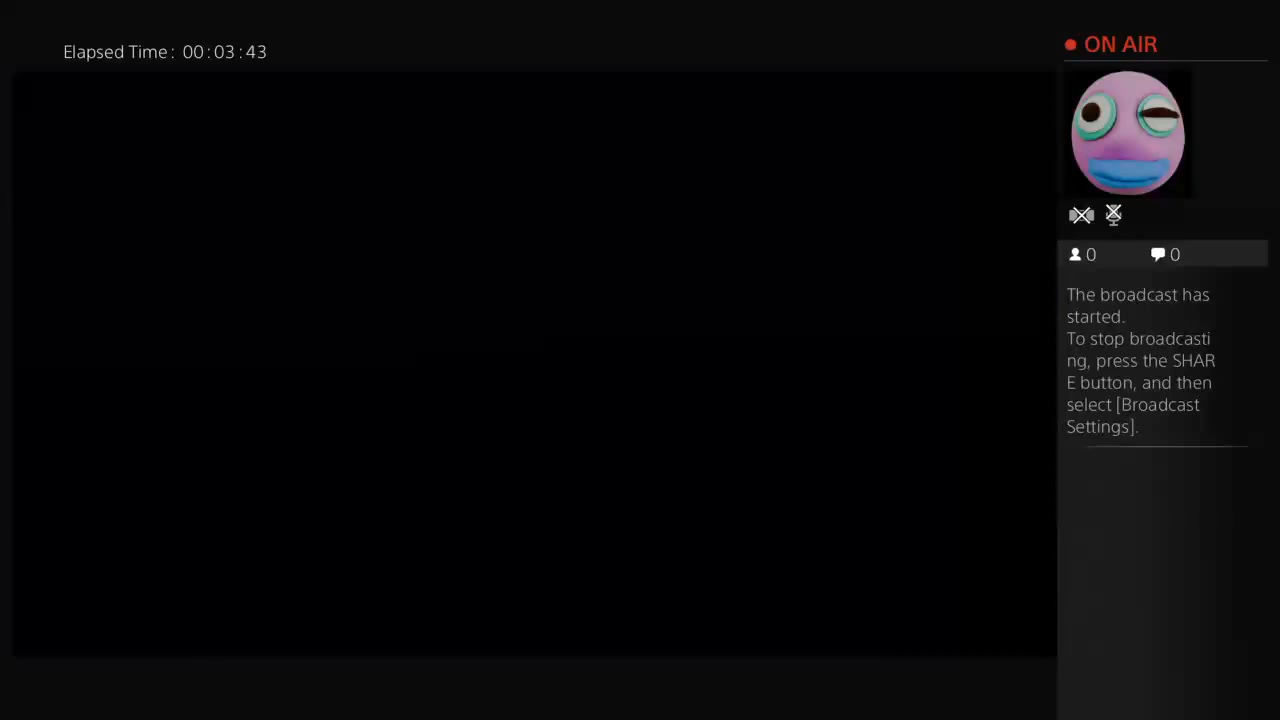 Elapsed Time: 00:03:43
ON AIR
0 0
The broadcast has
started.
To stop broadcasti
ng, press the SHAR
E button, and then
select [Broadcast
Settings].